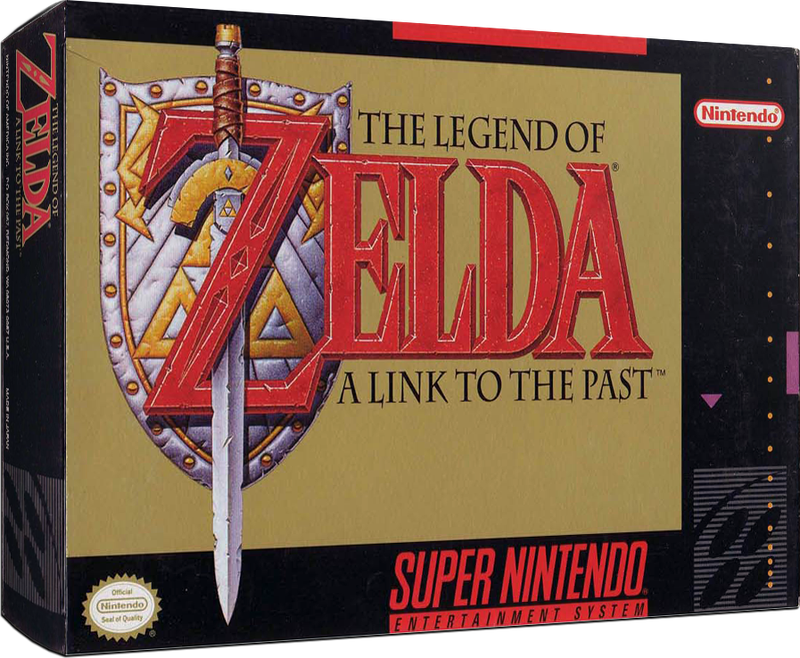 THE LEGEND OF
ZELDA®
A LINK TO THE PAST™
Nintendo®
SUPER NINTENDO®
ENTERTAINMENT SYSTEM
Official
Nintendo
Seal of Quality
®
THE LEGEND OF
ZELDA
A LINK TO THE PAST™
MADE IN JAPAN